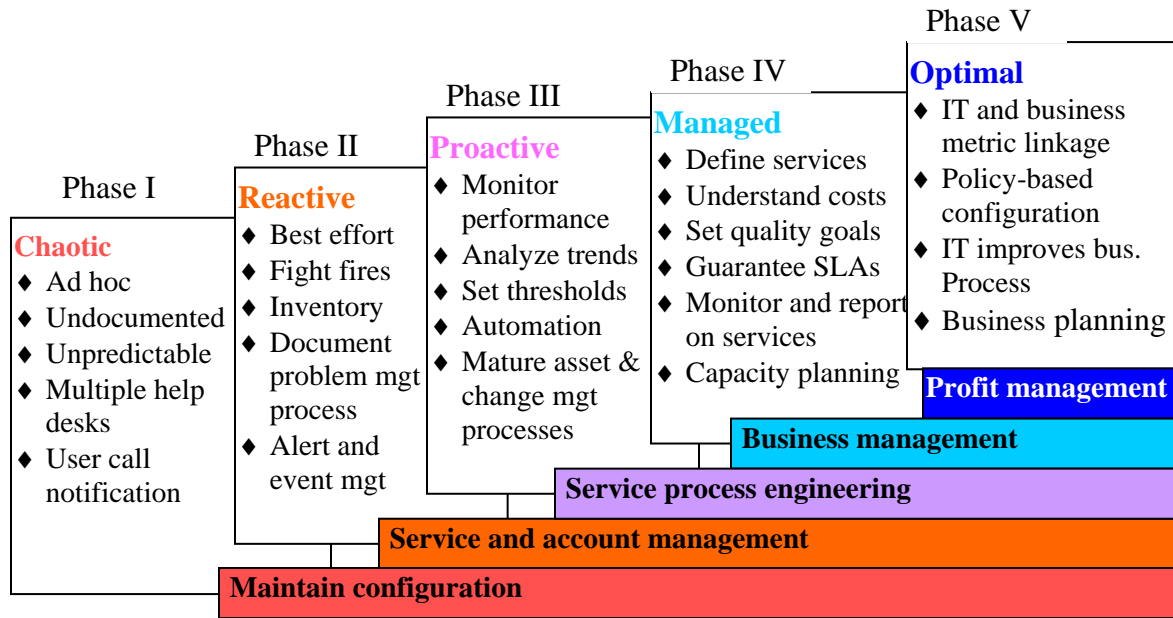 Phase I
Chaotic
♦ Ad hoc
♦ Undocumented
♦ Unpredictable
♦ Multiple help
desks
♦ User call
notification
Phase II
Reactive
♦ Best effort
♦ Fight fires
♦ Inventory
♦ Document
problem mgt
process
♦ Alert and
event mgt
Phase III
Proactive
♦ Monitor
performance
♦ Analyze trends
♦ Set thresholds
♦ Automation
♦ Mature asset &
change mgt
processes
Phase IV
Managed
♦ Define services
♦ Understand costs
♦ Set quality goals
♦ Guarantee SLAs
♦ Monitor and report
on services
♦ Capacity planning
Phase V
Optimal
♦ IT and business
metric linkage
♦ Policy-based
configuration
♦ IT improves bus.
Process
♦ Business planning
Profit management
Business management
Service process engineering
Service and account management
Maintain configuration